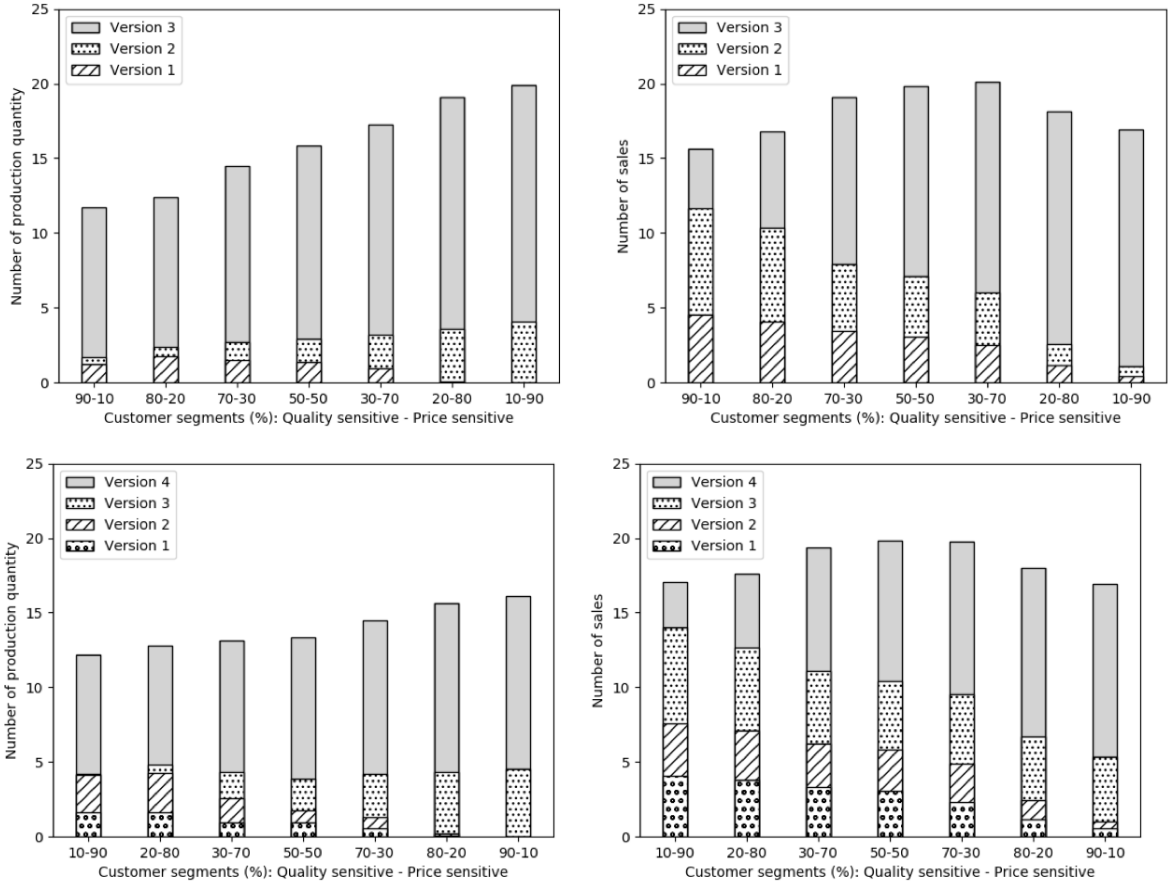 25
20
15
10
5
0
Number of production quantity
Version 3
Version 2
Version 1
90-10 80-20 70-30 50-50 30-70 20-80 10-90
Customer segments (%): Quality sensitive - Price sensitive
25
20
15
10
5
0
Number of sales
Version 3
Version 2
Version 1
90-10 80-20 70-30 50-50 30-70 20-80 10-90
Customer segments (%): Quality sensitive - Price sensitive
25
20
15
10
5
0
Number of production quantity
Version 4
Version 3
Version 2
Version 1
10-90 20-80 30-70 50-50 70-30 80-20 90-10
Customer segments (%): Quality sensitive - Price sensitive
25
20
15
10
5
0
Number of sales
Version 4
Version 3
Version 2
Version 1
10-90 20-80 30-70 50-50 70-30 80-20 90-10
Customer segments (%): Quality sensitive - Price sensitive